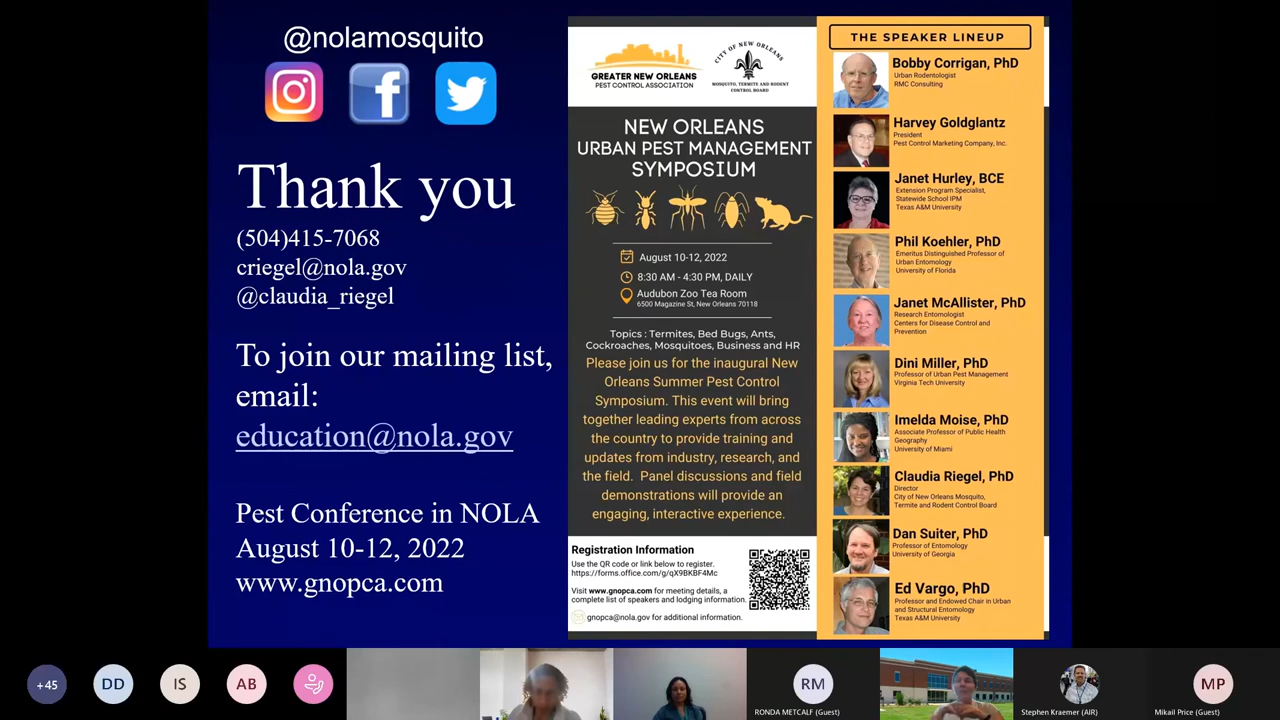 @nolamosquito
Thank you
(504)415-7068
criegel@nola.gov
@claudia_riegel
To join our mailing list,
email:
education@nola.gov
Pest Conference in NOLA
August 10-12, 2022
www.gnopca.com
GREATER NEW ORLEANS
PEST CONTROL ASSOCIATION
CITY OF NEW ORLEANS
MOSQUITO, TERMITE AND RODENT
CONTROL BOARD
NEW ORLEANS
URBAN PEST MANAGEMENT
SYMPOSIUM
August 10-12, 2022
8:30 AM - 4:30 PM, DAILY
Audubon Zoo Tea Room
6500 Magazine St, New Orleans 70118
Topics : Termites, Bed Bugs, Ants,
Cockroaches, Mosquitoes, Business and HR
Please join us for the inaugural New
Orleans Summer Pest Control
Symposium. This event will bring
together leading experts from across
the country to provide training and
updates from industry, research, and
the field. Panel discussions and field
demonstrations will provide an
engaging, interactive experience.
Registration Information
Use the QR code or link below to register.
https://forms.office.com/g/qX9BKBF4Mc
Visit www.gnopca.com for meeting details, a
complete list of speakers and lodging information.
gnopca@nola.gov for additional information.
THE SPEAKER LINEUP
Bobby Corrigan, PhD
Urban Rodentologist
RMC Consulting
Harvey Goldglantz
President
Pest Control Marketing Company, Inc.
Janet Hurley, BCE
Extension Program Specialist,
Statewide School IPM
Texas A&M University
Phil Koehler, PhD
Emeritus Distinguished Professor of
Urban Entomology
University of Florida
Janet McAllister, PhD
Research Entomologist
Centers for Disease Control and
Prevention
Dini Miller, PhD
Professor of Urban Pest Management
Virginia Tech University
Imelda Moise, PhD
Associate Professor of Public Health
Geography
University of Miami
Claudia Riegel, PhD
Director
City of New Orleans Mosquito,
Termite and Rodent Control Board
Dan Suiter, PhD
Professor of Entomology
University of Georgia
Ed Vargo, PhD
Professor and Endowed Chair in Urban
and Structural Entomology
Texas A&M University
+45
DD
IS
AB
RM
RONDA METCALF (Guest)
Stephen Kraemer (AIR)
MP
Mikail Price (Guest)